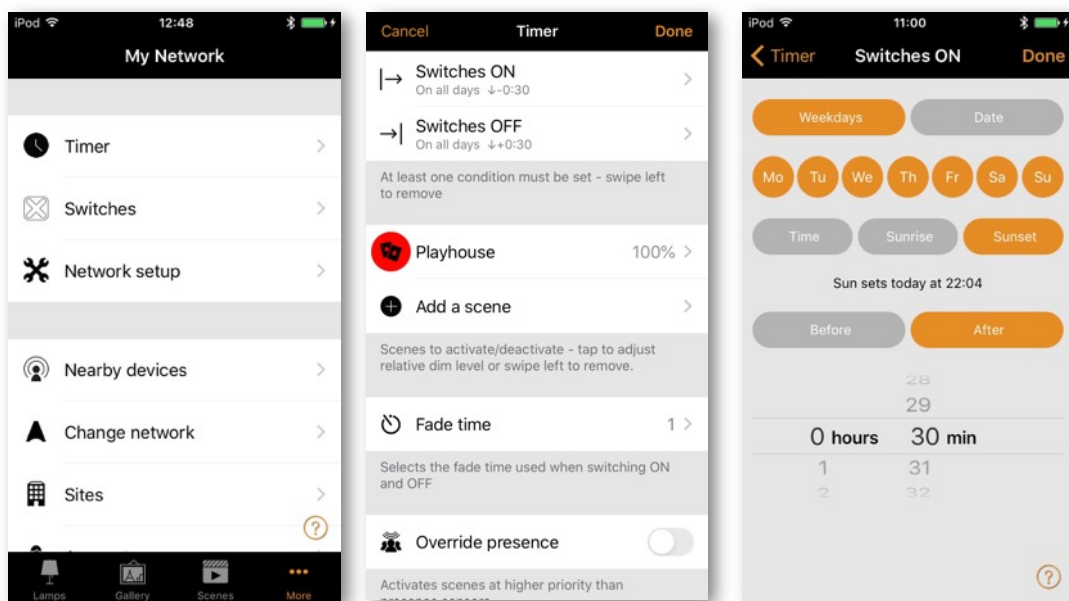 iPod 12:48
My Network
Timer
Switches
Network setup
Nearby devices
Change network
Sites
Lamps Gallery Scenes More
Cancel Timer Done
Switches ON
On all days ↓-0:30
Switches OFF
On all days ↓+0:30
At least one condition must be set - swipe left
to remove
Playhouse 100%
Add a scene
Scenes to activate/deactivate - tap to adjust
relative dim level or swipe left to remove.
Fade time 1
Selects the fade time used when switching ON
and OFF
Override presence
Activates scenes at higher priority than
iPod 11:00
Timer Switches ON Done
Weekdays Date
Mo Tu We Th Fr Sa Su
Time Sunrise Sunset
Sun sets today at 22:04
Before After
28
29
0 hours 30 min
1 31
2 32